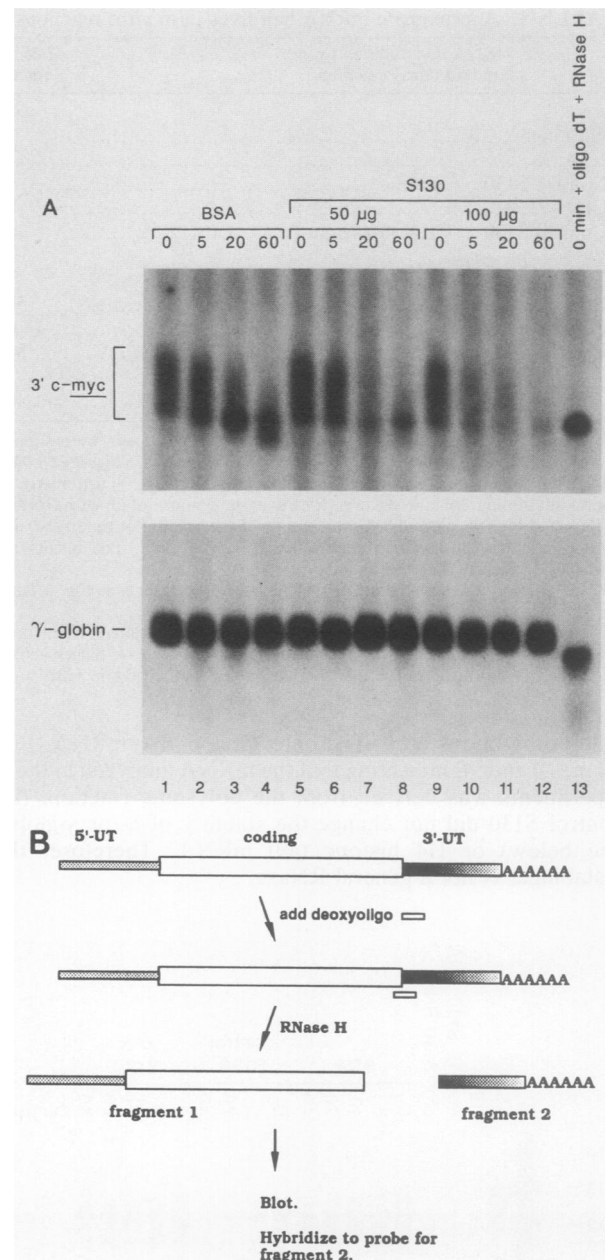 0 min + oligo dT + RNase H
S130
A
BSA 50 µg 100 µg
0 5 20 60 0 5 20 60 0 5 20 60
3' c-myc
γ-globin
1 2 3 4 5 6 7 8 9 10 11 12 13
B
5'-UT coding 3'-UT
AAAAAA
add deoxyoligo
AAAAAA
RNase H
AAAAAA
fragment 1 fragment 2
Blot.
Hybridize to probe for
fragment 2.